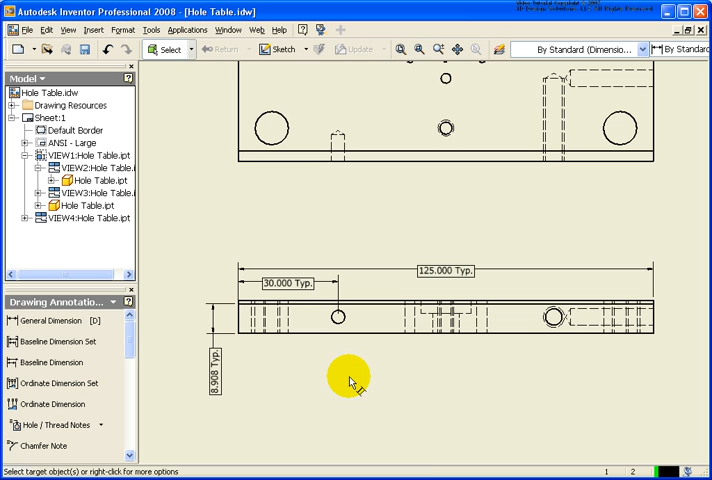 Autodesk Inventor Professional 2008 - [Hole Table.idw]
File Edit View Insert Format Tools Applications Window Web Help
Select Return Sketch Update By Standard (Dimensio... By Standard
Model
Hole Table.idw
Drawing Resources
Sheet:1
Default Border
ANSI - Large
VIEW1:Hole Table.ipt
VIEW2:Hole Table.i
Hole Table.ipt
VIEW3:Hole Table.i
Hole Table.ipt
VIEW4:Hole Table.ipt
125.000 Typ.
30.000 Typ.
8.908 Typ.
Drawing Annotatio...
General Dimension [D]
Baseline Dimension Set
Baseline Dimension
Ordinate Dimension Set
Ordinate Dimension
Hole / Thread Notes
Chamfer Note
Select target object(s) or right-click for more options
1 2